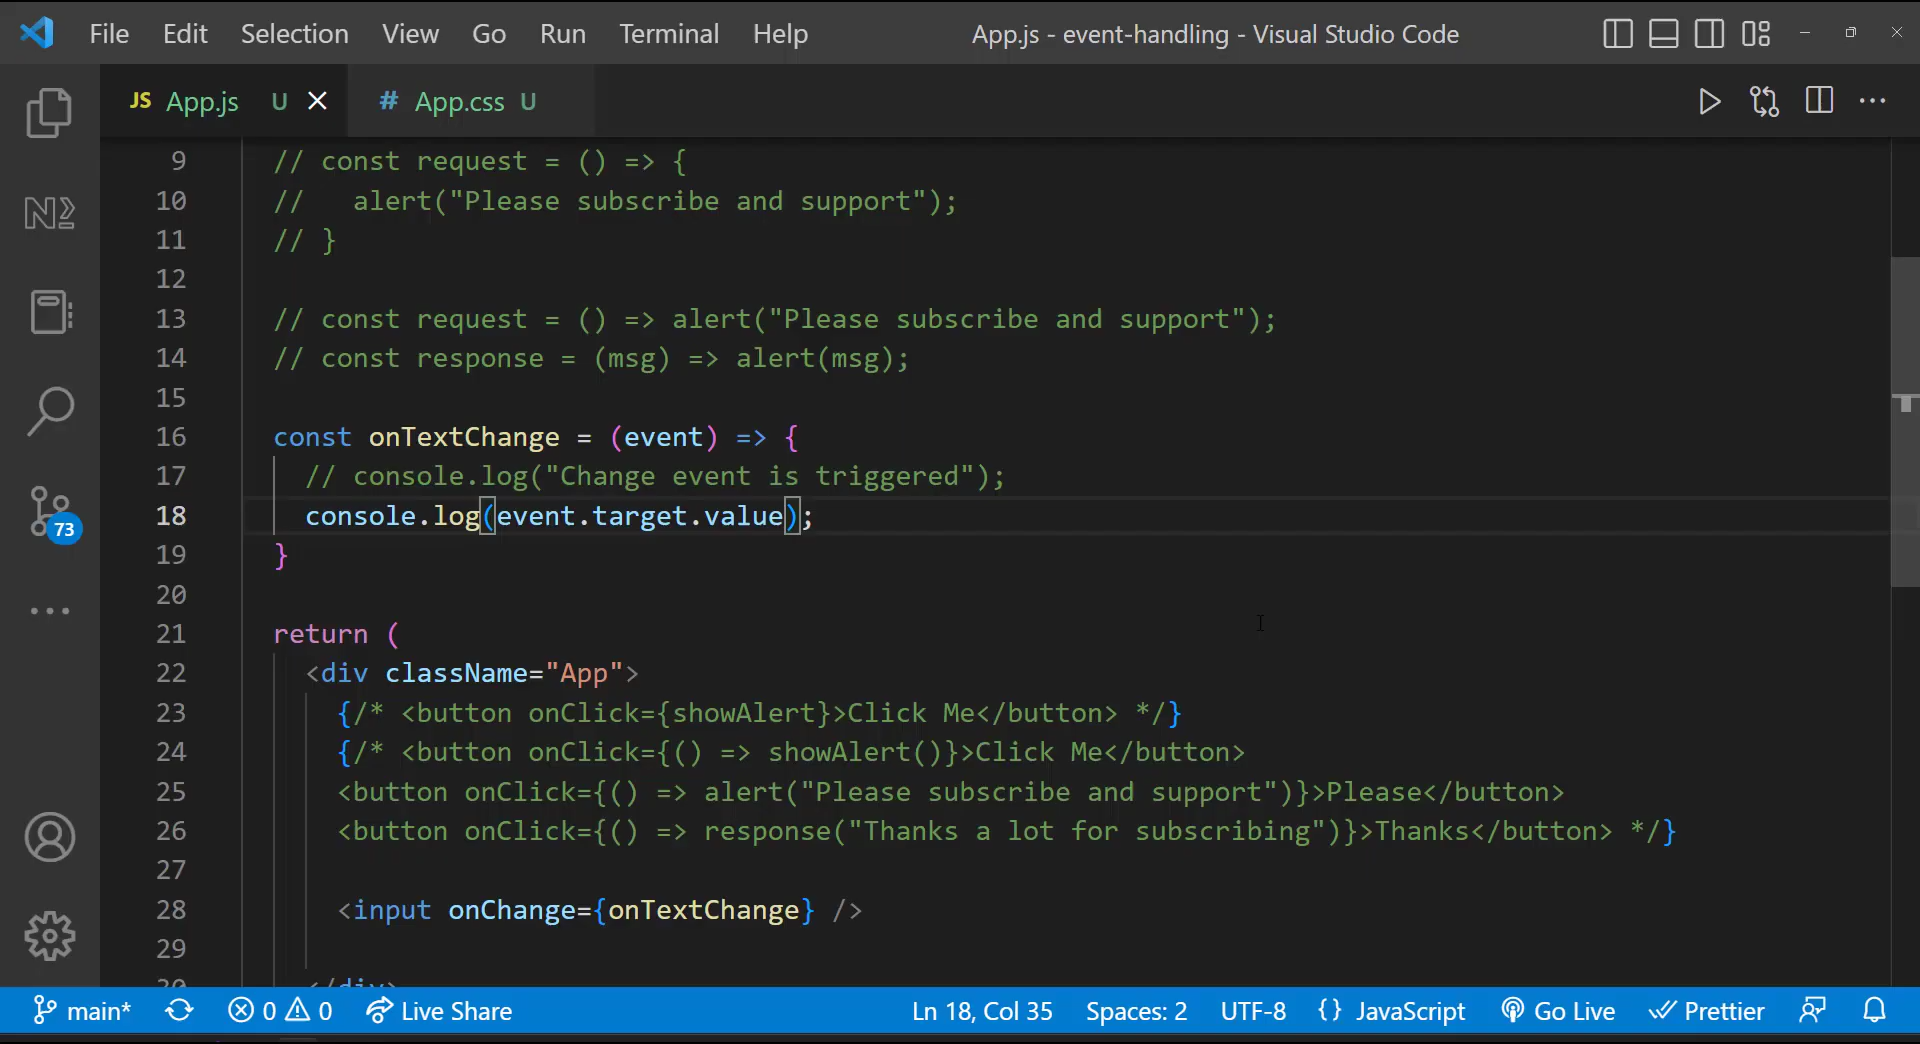 File Edit Selection View Go Run Terminal Help App.js - event-handling - Visual Studio Code
JS App.js U # App.css U
9 // const request = () => {
10 //   alert("Please subscribe and support");
11 // }
12
13 // const request = () => alert("Please subscribe and support");
14 // const response = (msg) => alert(msg);
15
16 const onTextChange = (event) => {
17   // console.log("Change event is triggered");
18   console.log(event.target.value);
19 }
20
21 return (
22   <div className="App">
23     {/* <button onClick={showAlert}>Click Me</button> */}
24     {/* <button onClick={() => showAlert()}>Click Me</button>
25     <button onClick={() => alert("Please subscribe and support")}>Please</button>
26     <button onClick={() => response("Thanks a lot for subscribing")}>Thanks</button> */}
27
28     <input onChange={onTextChange} />
29
30   </div>
73
main* 0 0 Live Share Ln 18, Col 35 Spaces: 2 UTF-8 {} JavaScript Go Live Prettier